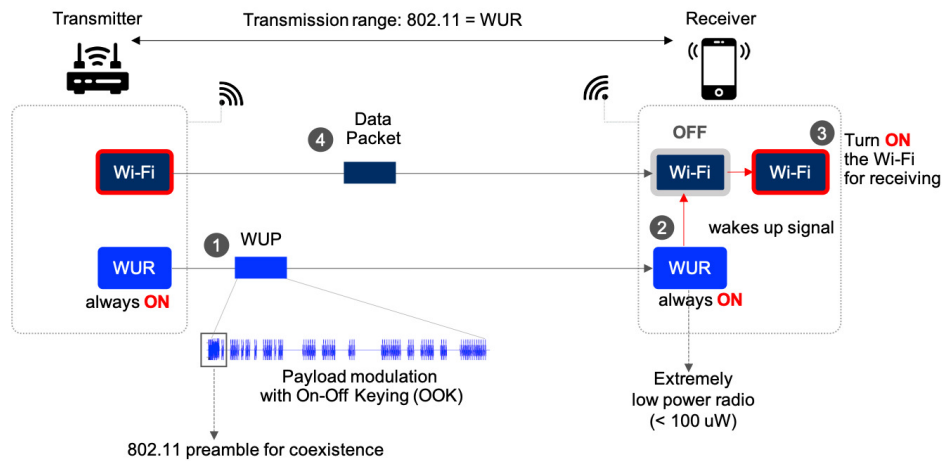 Transmitter
Transmission range: 802.11 = WUR
Receiver
4
Data
Packet
OFF
3
Turn ON
the Wi-Fi
for receiving
Wi-Fi
Wi-Fi
Wi-Fi
1
WUP
2
wakes up signal
WUR
WUR
always ON
always ON
Payload modulation
with On-Off Keying (OOK)
Extremely
low power radio
(< 100 uW)
802.11 preamble for coexistence